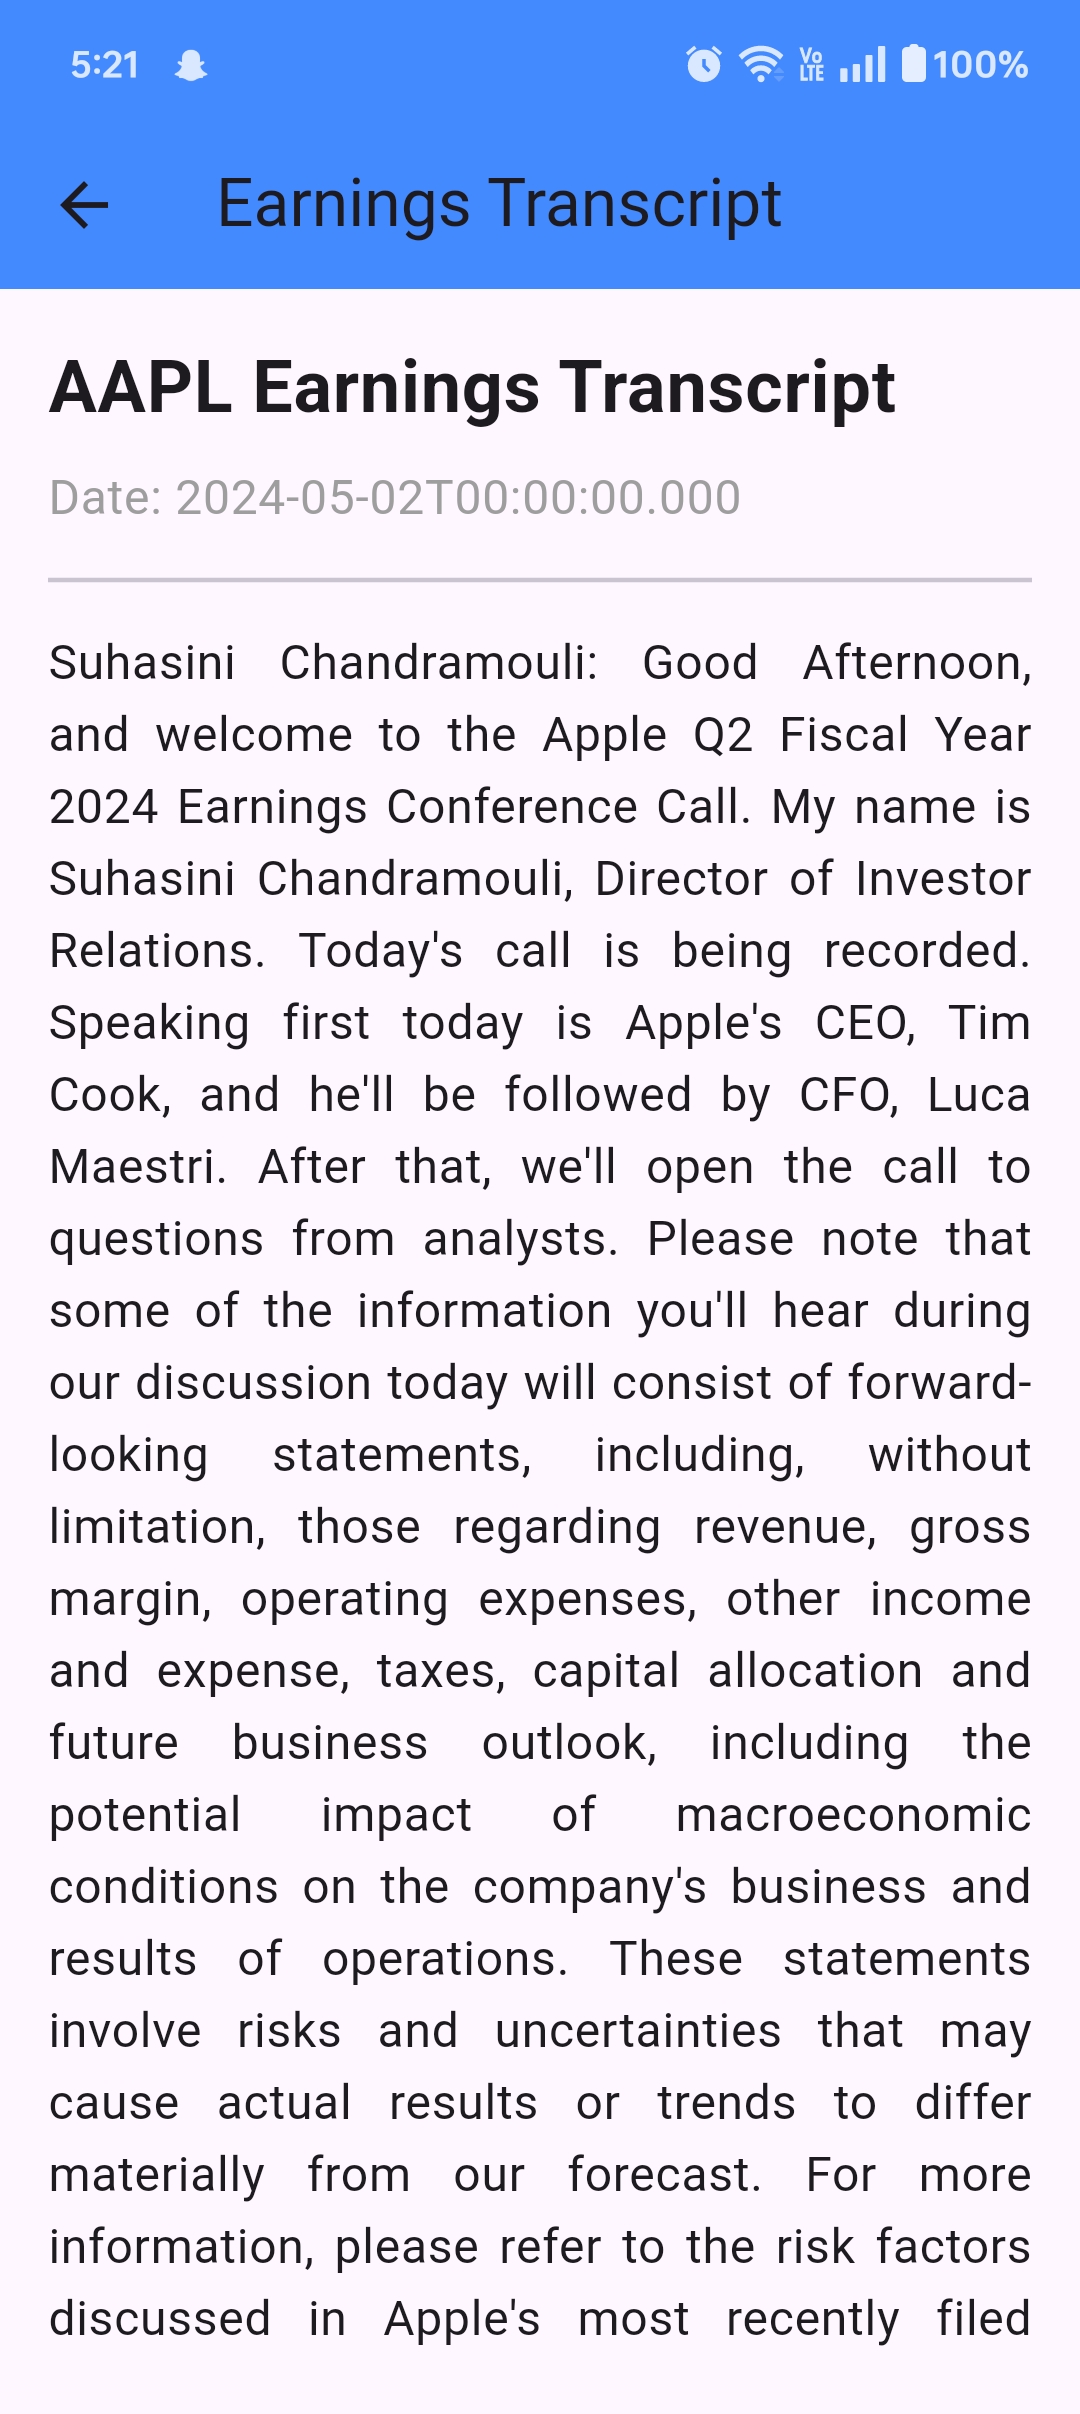 5:21
Vo LTE 100%
Earnings Transcript
AAPL Earnings Transcript
Date: 2024-05-02T00:00:00.000
Suhasini Chandramouli: Good Afternoon,
and welcome to the Apple Q2 Fiscal Year
2024 Earnings Conference Call. My name is
Suhasini Chandramouli, Director of Investor
Relations. Today's call is being recorded.
Speaking first today is Apple's CEO, Tim
Cook, and he'll be followed by CFO, Luca
Maestri. After that, we'll open the call to
questions from analysts. Please note that
some of the information you'll hear during
our discussion today will consist of forward-
looking statements, including, without
limitation, those regarding revenue, gross
margin, operating expenses, other income
and expense, taxes, capital allocation and
future business outlook, including the
potential impact of macroeconomic
conditions on the company's business and
results of operations. These statements
involve risks and uncertainties that may
cause actual results or trends to differ
materially from our forecast. For more
information, please refer to the risk factors
discussed in Apple's most recently filed